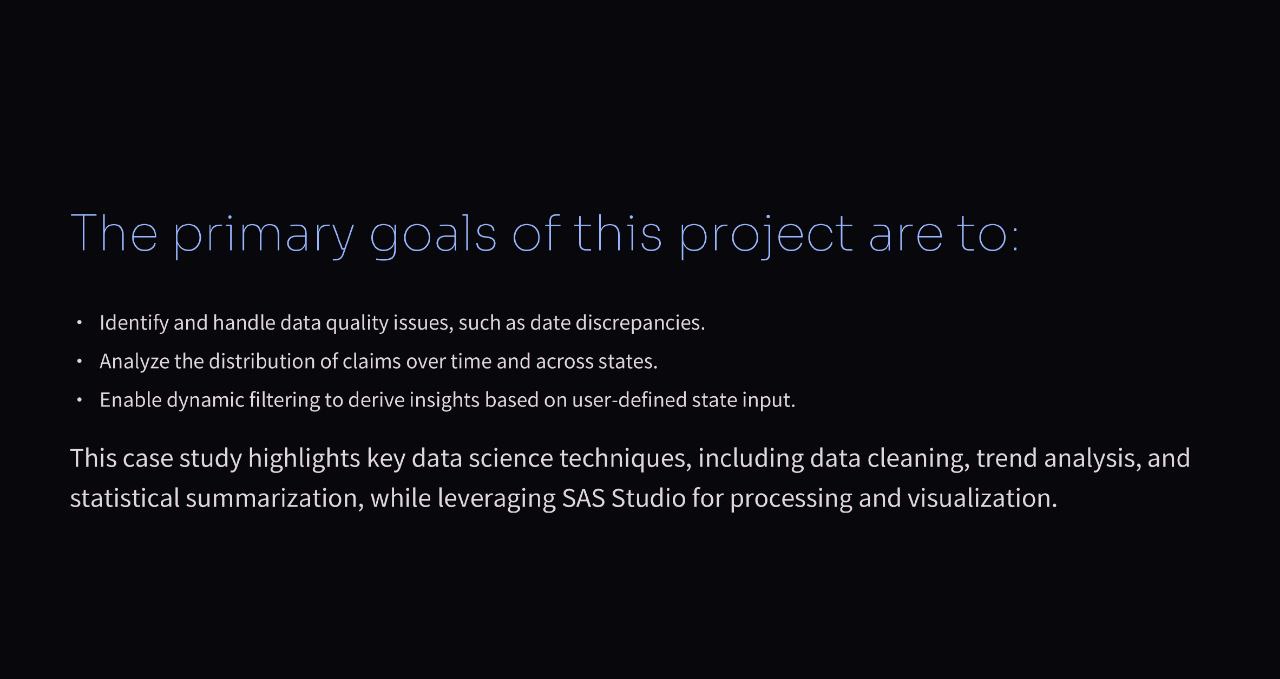 The primary goals of this project are to:
• Identify and handle data quality issues, such as date discrepancies.
• Analyze the distribution of claims over time and across states.
• Enable dynamic filtering to derive insights based on user-defined state input.
This case study highlights key data science techniques, including data cleaning, trend analysis, and
statistical summarization, while leveraging SAS Studio for processing and visualization.